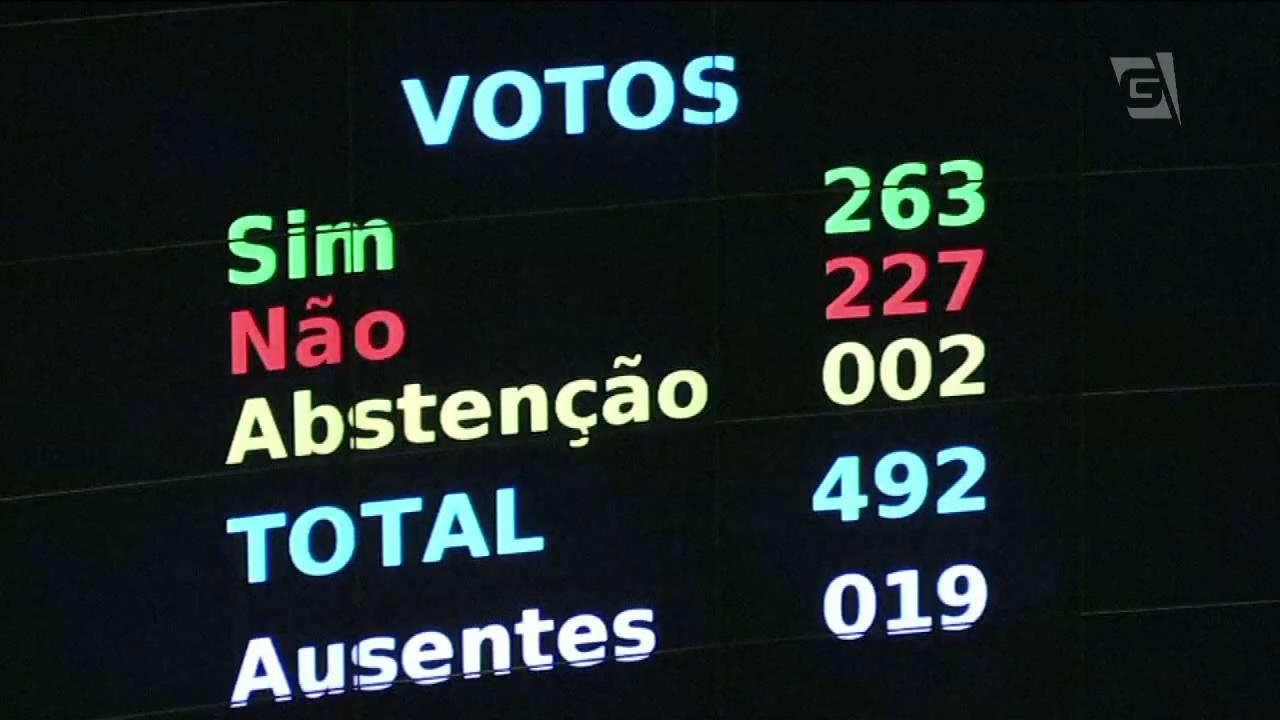 VOTOS
Sim 263
Não 227
Abstenção 002
TOTAL 492
Ausentes 019